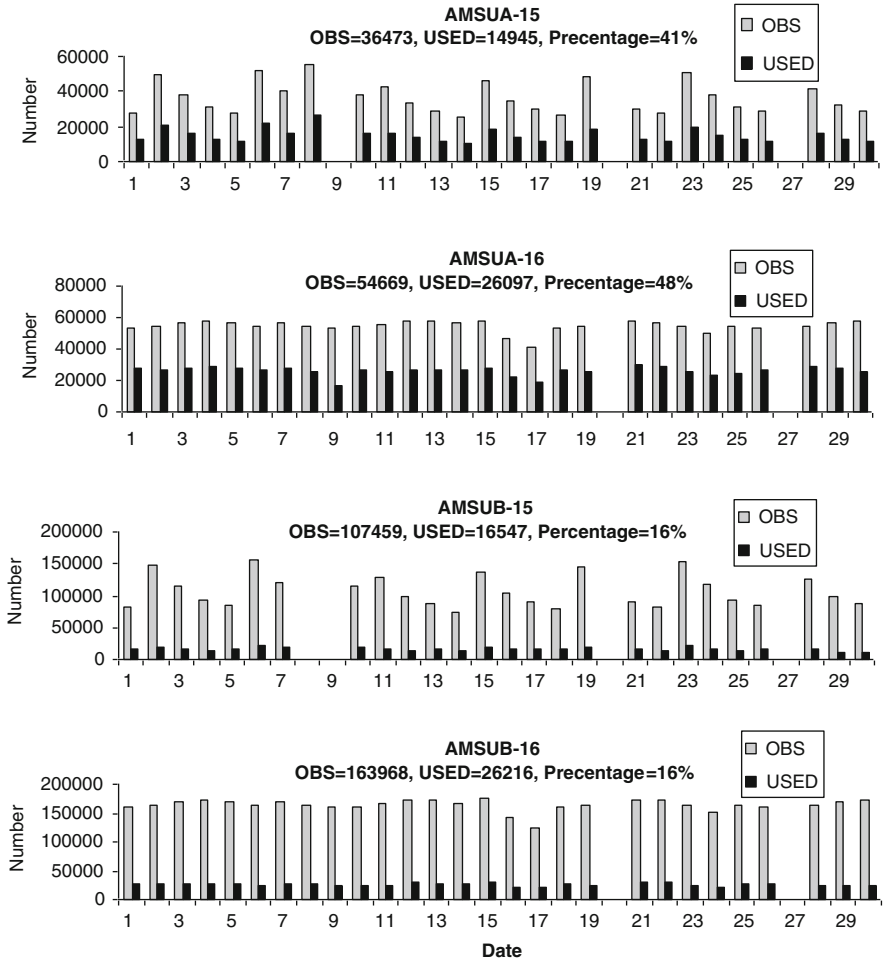 AMSUA-15
OBS=36473, USED=14945, Precentage=41%
OBS
USED
Number
60000
40000
20000
0
1 3 5 7 9 11 13 15 17 19 21 23 25 27 29
AMSUA-16
OBS=54669, USED=26097, Precentage=48%
OBS
USED
Number
80000
60000
40000
20000
0
1 3 5 7 9 11 13 15 17 19 21 23 25 27 29
AMSUB-15
OBS=107459, USED=16547, Percentage=16%
OBS
USED
Number
200000
150000
100000
50000
0
1 3 5 7 9 11 13 15 17 19 21 23 25 27 29
AMSUB-16
OBS=163968, USED=26216, Precentage=16%
OBS
USED
Number
200000
150000
100000
50000
0
1 3 5 7 9 11 13 15 17 19 21 23 25 27 29
Date